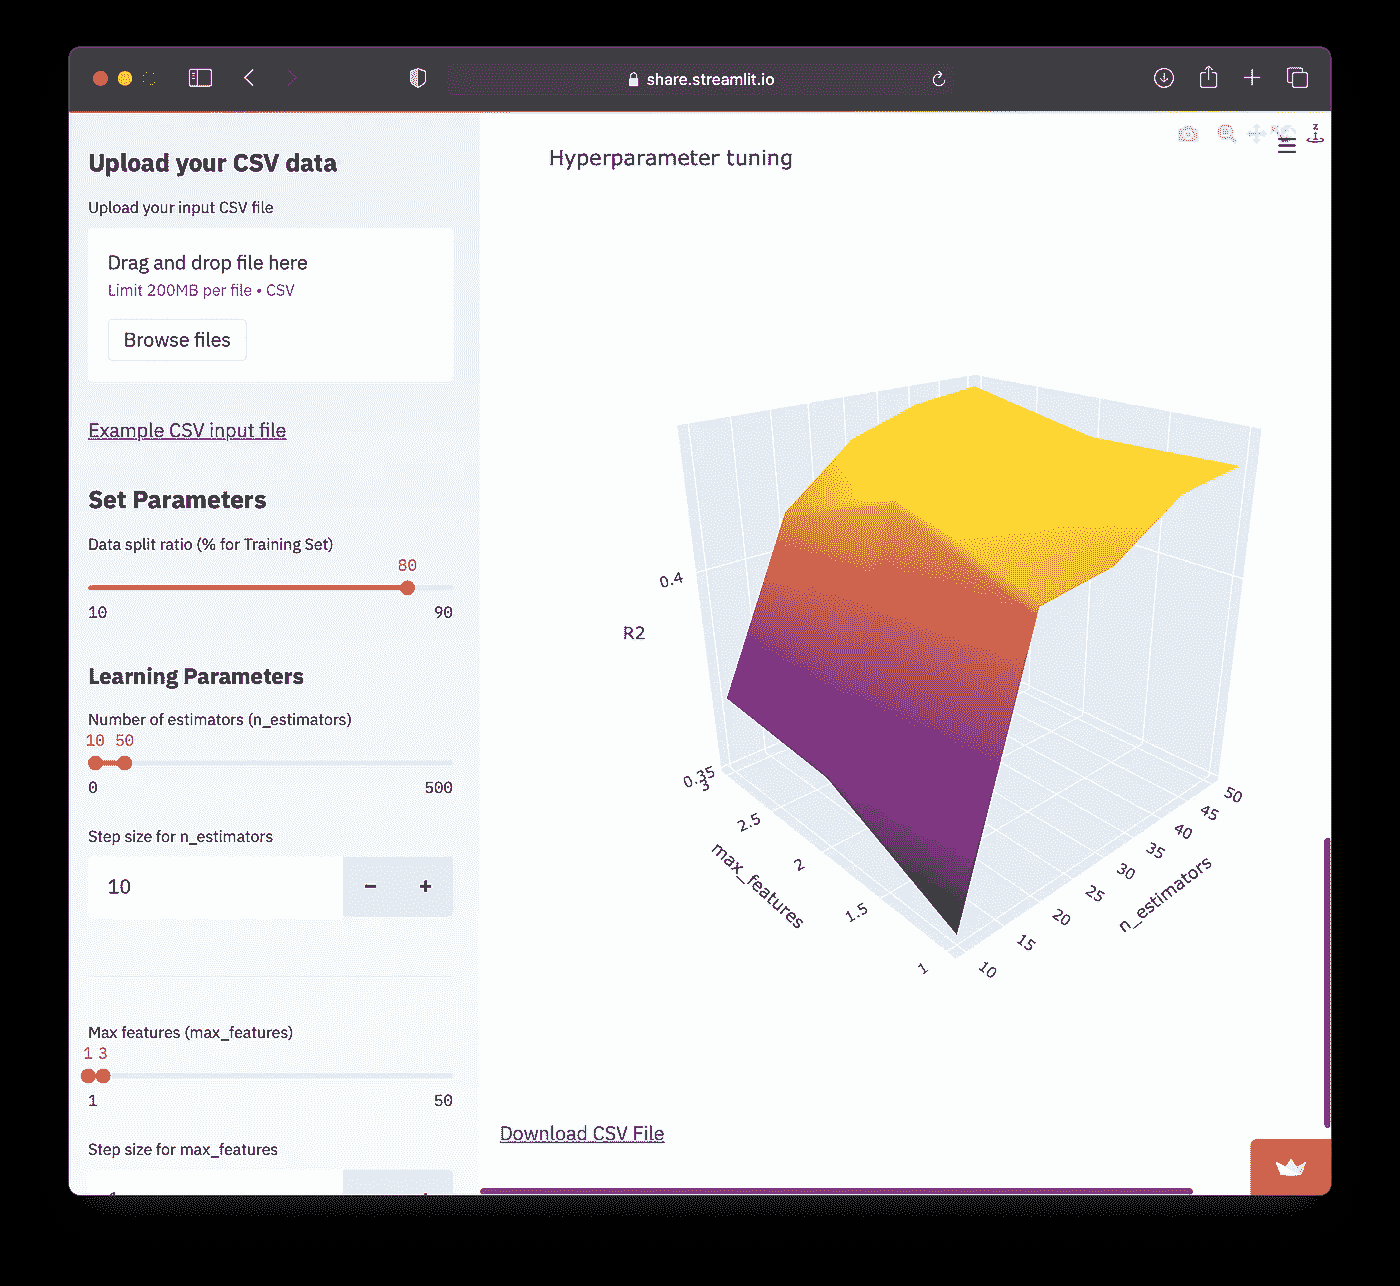 share.streamlit.io
Upload your CSV data
Upload your input CSV file
Drag and drop file here
Limit 200MB per file • CSV
Browse files
Example CSV input file
Set Parameters
Data split ratio (% for Training Set)
80
10 90
Learning Parameters
Number of estimators (n_estimators)
10 50
0 500
Step size for n_estimators
10 − +
Max features (max_features)
1 3
1 50
Step size for max_features
Hyperparameter tuning
z
0.4
R2
0.35
3
2.5
2
1.5
1
max_features
10
15
20
25
30
35
40
45
50
n_estimators
Download CSV File